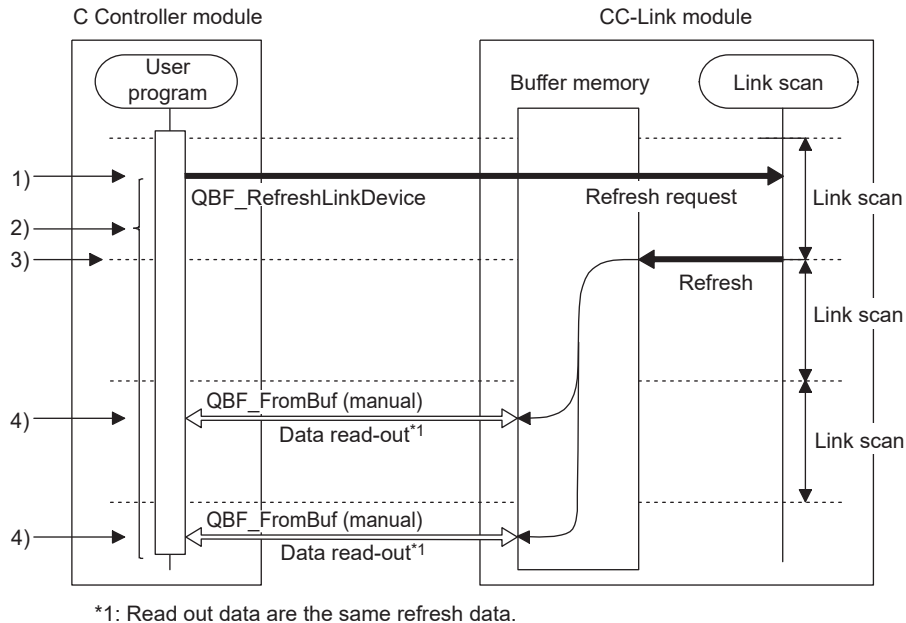 C Controller module
CC-Link module
User
program
Buffer memory
Link scan
1)
QBF_RefreshLinkDevice
Refresh request
Link scan
2)
3)
Refresh
Link scan
4)
QBF_FromBuf (manual)
Data read-out*1
Link scan
4)
QBF_FromBuf (manual)
Data read-out*1
*1: Read out data are the same refresh data.